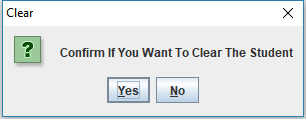 Clear
Confirm If You Want To Clear The Student
Yes
No